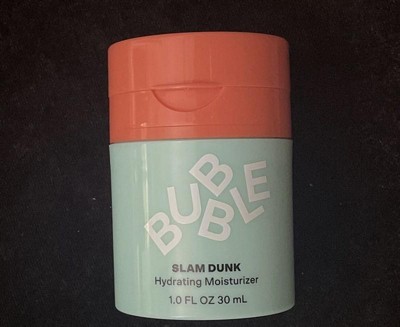 BUBBLE
SLAM DUNK
Hydrating Moisturizer
1.0 FL OZ 30 mL